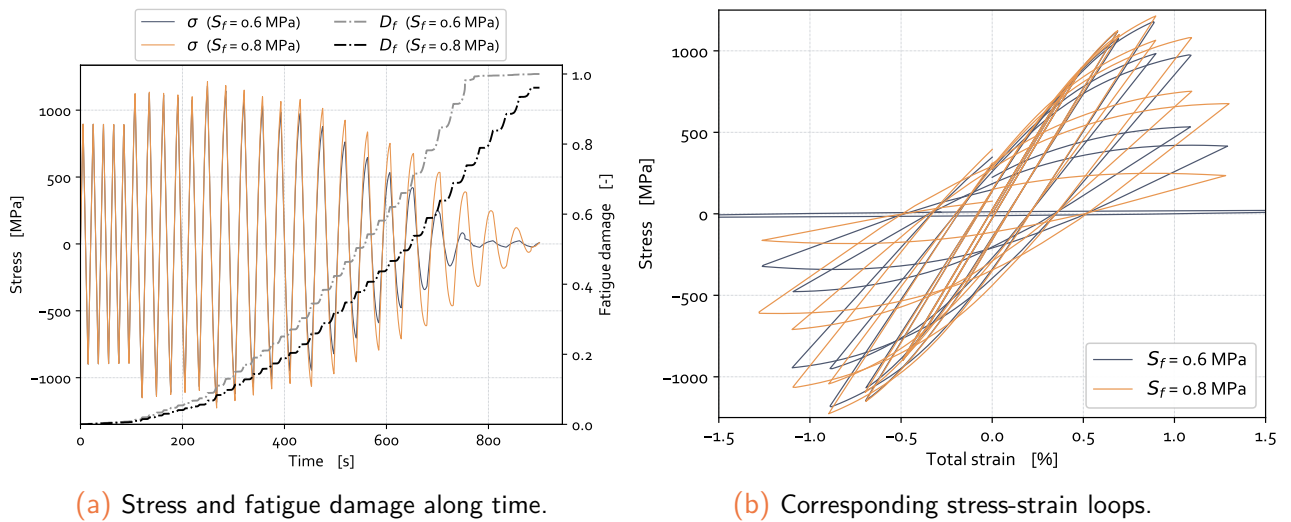 σ (S_f = 0.6 MPa) D_f (S_f = 0.6 MPa)
σ (S_f = 0.8 MPa) D_f (S_f = 0.8 MPa)
1000
500
0
−500
−1000
Stress [MPa]
0 200 400 600 800
Time [s]
1.0
0.8
0.6
0.4
0.2
0.0
Fatigue damage [-]
(a) Stress and fatigue damage along time.
1000
500
0
−500
−1000
Stress [MPa]
−1.5 −1.0 −0.5 0.0 0.5 1.0 1.5
Total strain [%]
S_f = 0.6 MPa
S_f = 0.8 MPa
(b) Corresponding stress-strain loops.